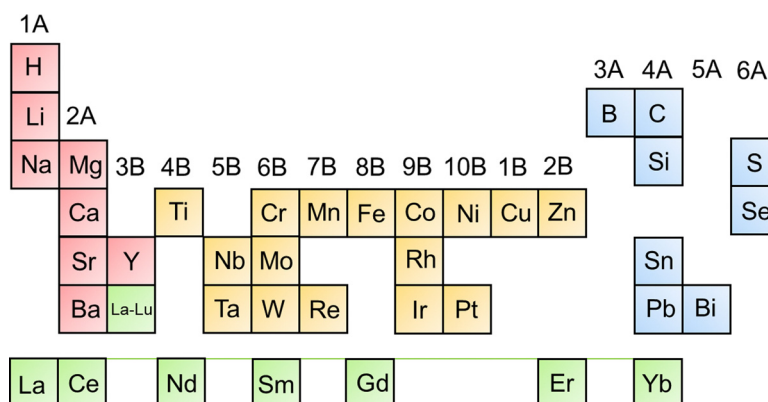 1A
H
3A 4A 5A 6A
Li 2A B C
Na Mg 3B 4B 5B 6B 7B 8B 9B 10B 1B 2B Si S
Ca Ti Cr Mn Fe Co Ni Cu Zn Se
Sr Y Nb Mo Rh Sn
Ba La-Lu Ta W Re Ir Pt Pb Bi
La Ce Nd Sm Gd Er Yb